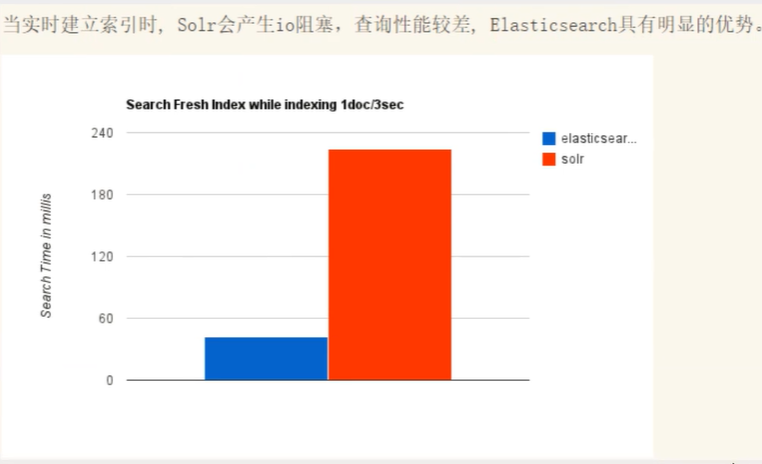 当实时建立索引时, Solr会产生io阻塞，查询性能较差, Elasticsearch具有明显的优势。
Search Fresh Index while indexing 1doc/3sec
240
180
120
60
0
Search Time in millis
elasticsear...
solr